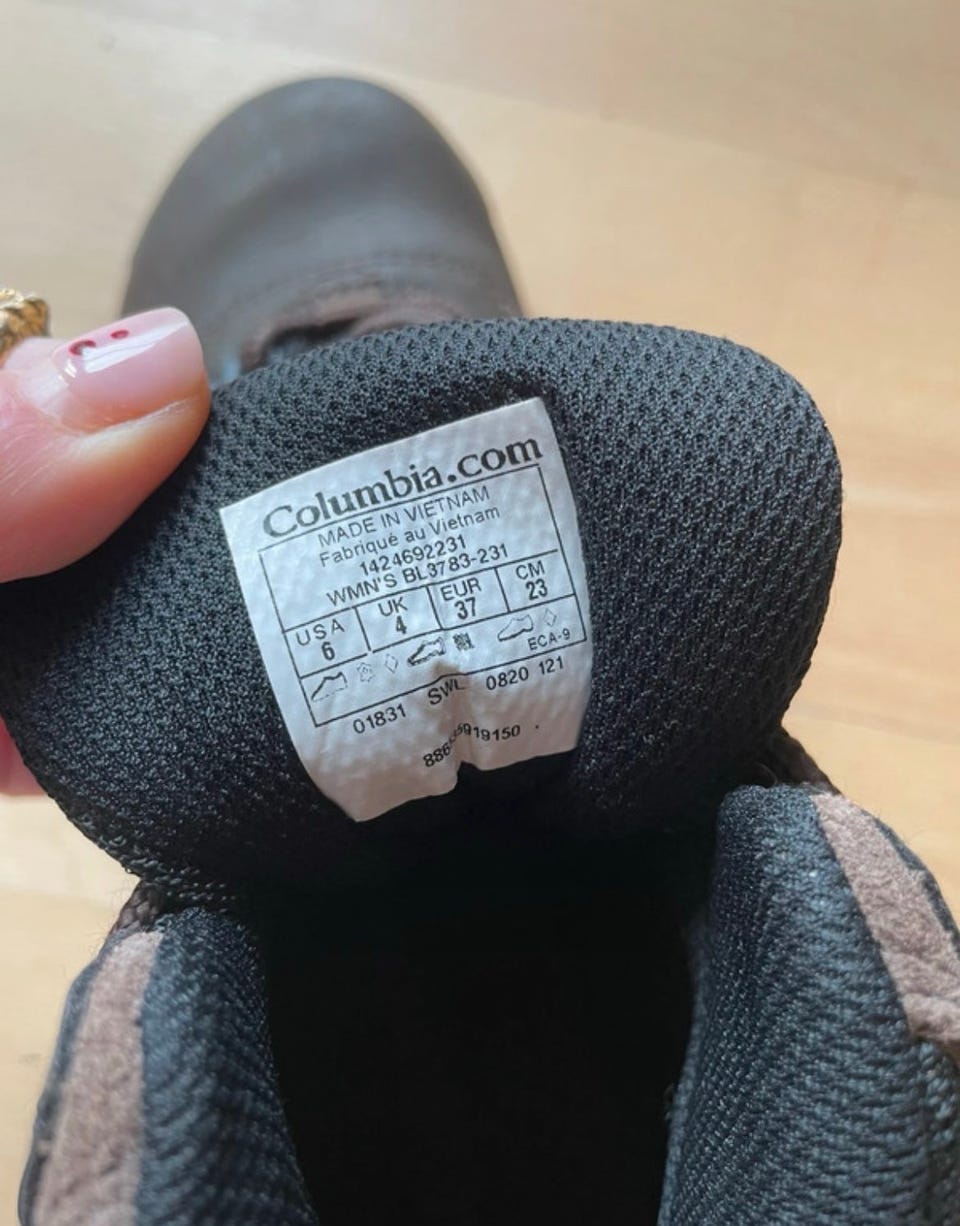 Columbia.com
MADE IN VIETNAM
Fabriqué au Vietnam
1424692231
WMN'S BL3783-231
USA UK EUR CM
6 4 37 23
ECA-9
01831 SWL 0820 121